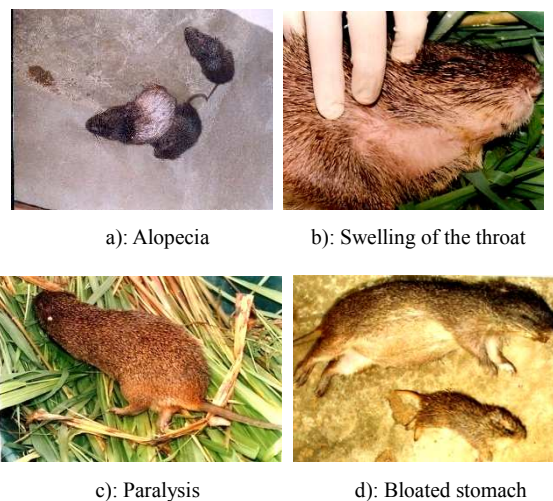 a): Alopecia
b): Swelling of the throat
c): Paralysis
d): Bloated stomach